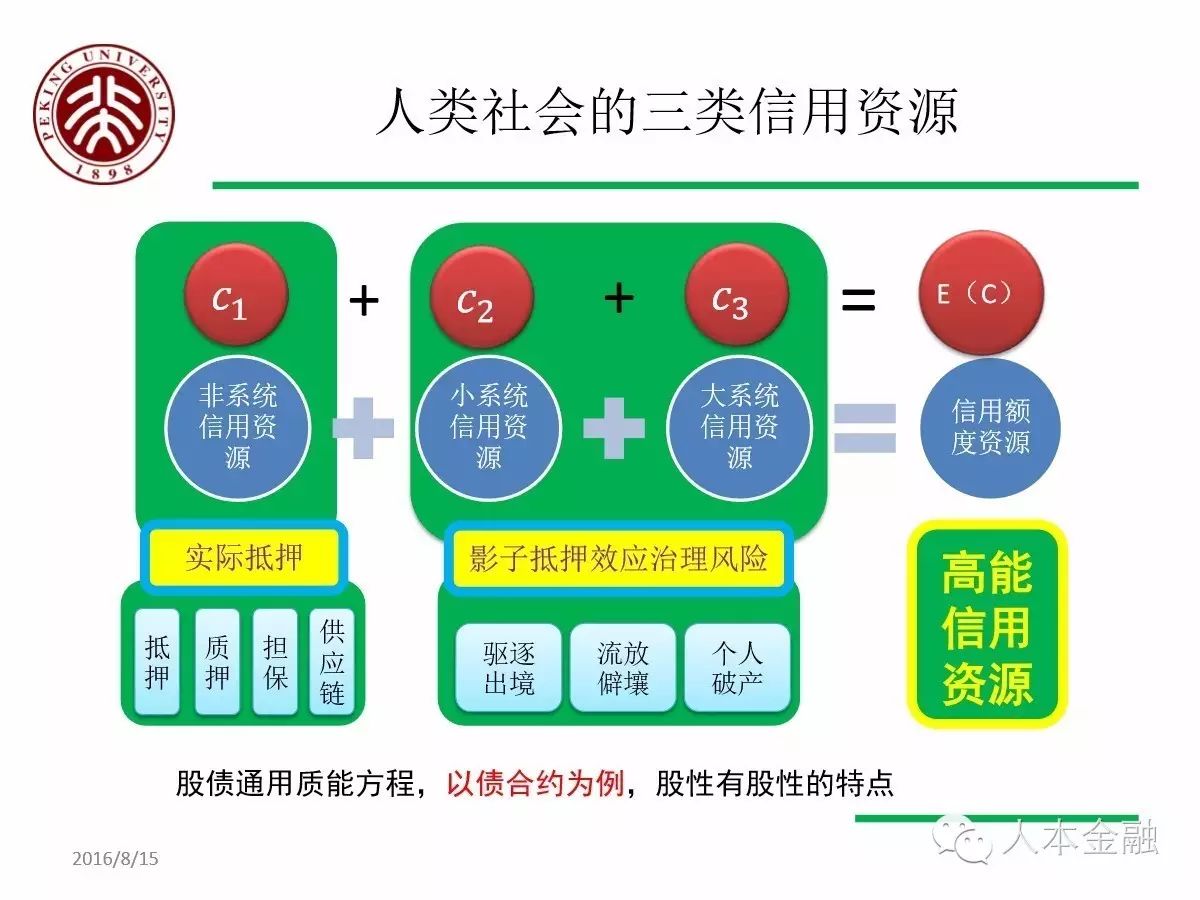 PEKING UNIVERSITY
1898
人类社会的三类信用资源
c₁ + c₂ + c₃ = E（C）
非系统
信用资
源
小系统
信用资
源
大系统
信用资
源
信用额
度资源
实际抵押
影子抵押效应治理风险
抵
押
质
押
担
保
供
应
链
驱逐
出境
流放
僻壤
个人
破产
高能
信用
资源
股债通用质能方程，以债合约为例，股性有股性的特点
2016/8/15
人本金融